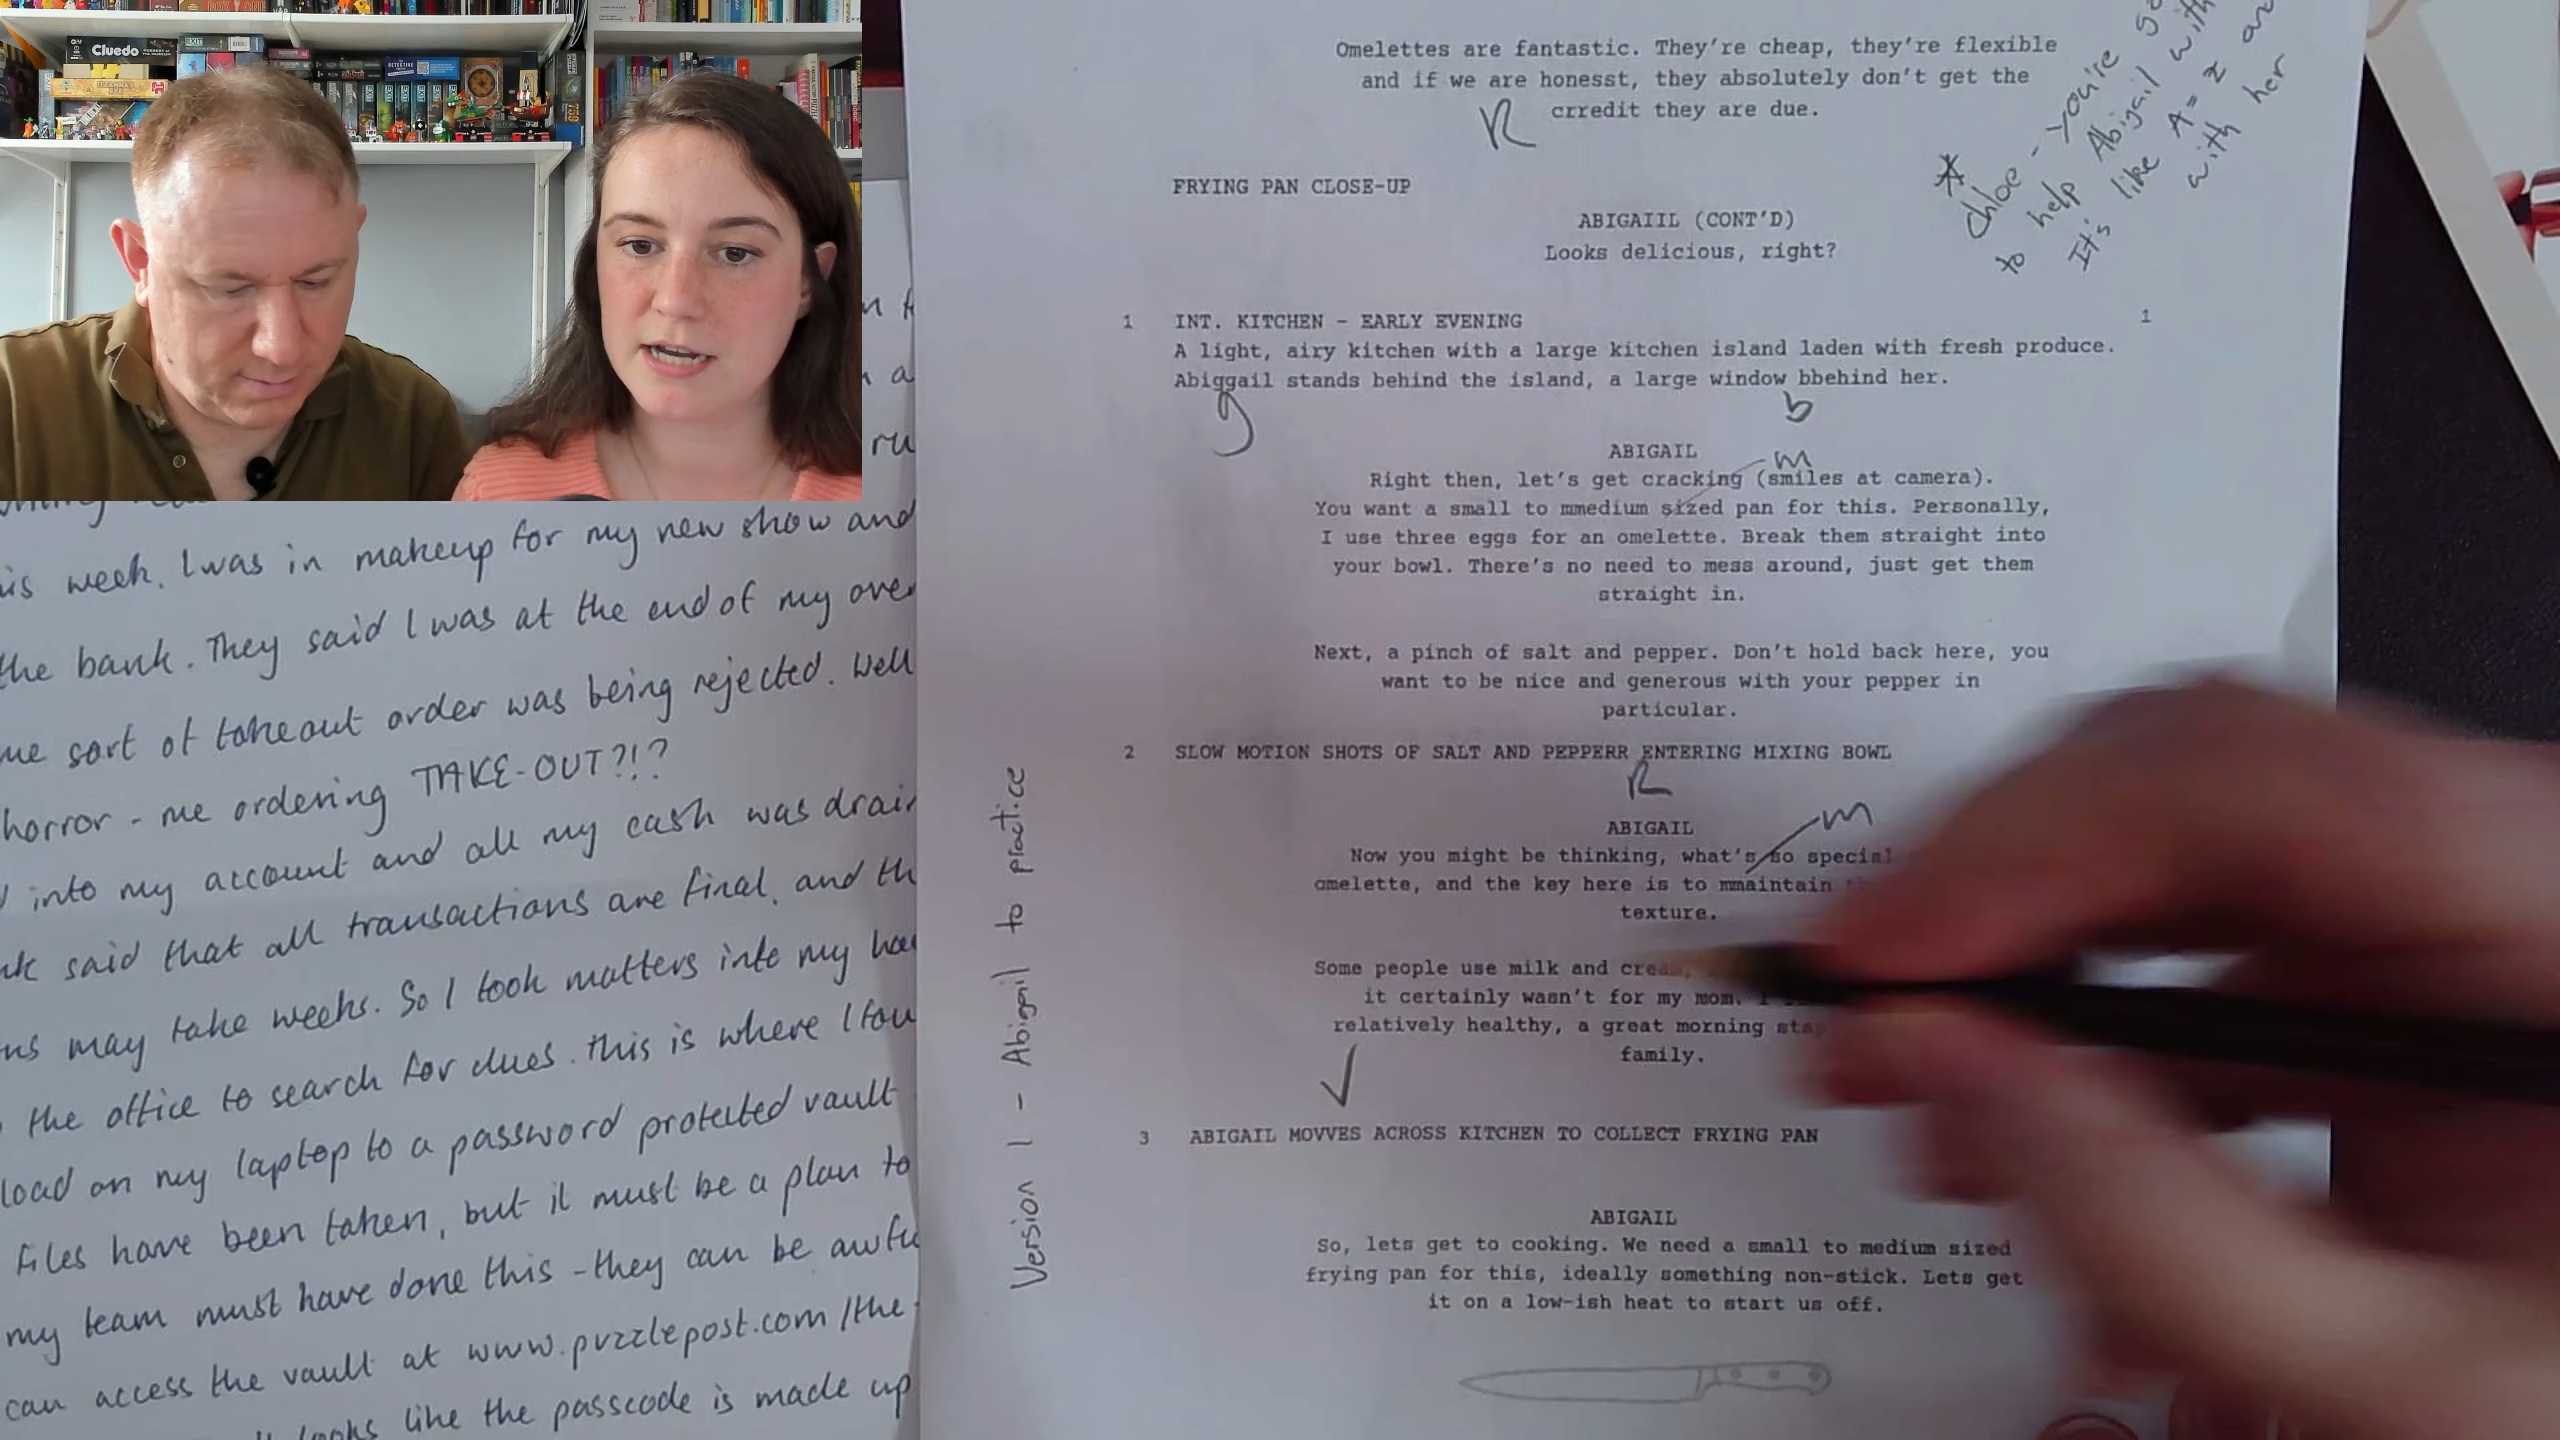 Cluedo
EXIT
Omelettes are fantastic. They're cheap, they're flexible
and if we are honesst, they absolutely don't get the
crredit they are due.
R
FRYING PAN CLOSE-UP
ABIGAIIL (CONT'D)
Looks delicious, right?
* Chloe - you're
to help Abigail with
It's like A = Z
with her
1 INT. KITCHEN - EARLY EVENING 1
A light, airy kitchen with a large kitchen island laden with fresh produce.
Abiggail stands behind the island, a large window bbehind her.
g b
ABIGAIL
m
Right then, let's get cracking (smiles at camera).
You want a small to mmedium sized pan for this. Personally,
I use three eggs for an omelette. Break them straight into
your bowl. There's no need to mess around, just get them
straight in.
Next, a pinch of salt and pepper. Don't hold back here, you
want to be nice and generous with your pepper in
particular.
2 SLOW MOTION SHOTS OF SALT AND PEPPERR ENTERING MIXING BOWL
R
m
ABIGAIL
Now you might be thinking, what's so special
omelette, and the key here is to mmaintain
texture.
Some people use milk and cream,
it certainly wasn't for my mom. I
relatively healthy, a great morning
family.
V
3 ABIGAIL MOVVES ACROSS KITCHEN TO COLLECT FRYING PAN
ABIGAIL
So, lets get to cooking. We need a small to medium sized
frying pan for this, ideally something non-stick. Lets get
it on a low-ish heat to start us off.
Version 1 - Abigail to practice
week. I was in makeup for my new show and
the bank. They said I was at the end of my
sort of takeout order was being rejected. Well
horror - me ordering TAKE-OUT?!?
into my account and all my cash was
said that all transactions are final, and
may take weeks. So I took matters into my
the office to search for clues. this is where I
load on my laptop to a password protected vault
files have been taken, but it must be a plan to
my team must have done this - they can be
can access the vault at www.puzzlepost.com/the
looks like the passcode is made up